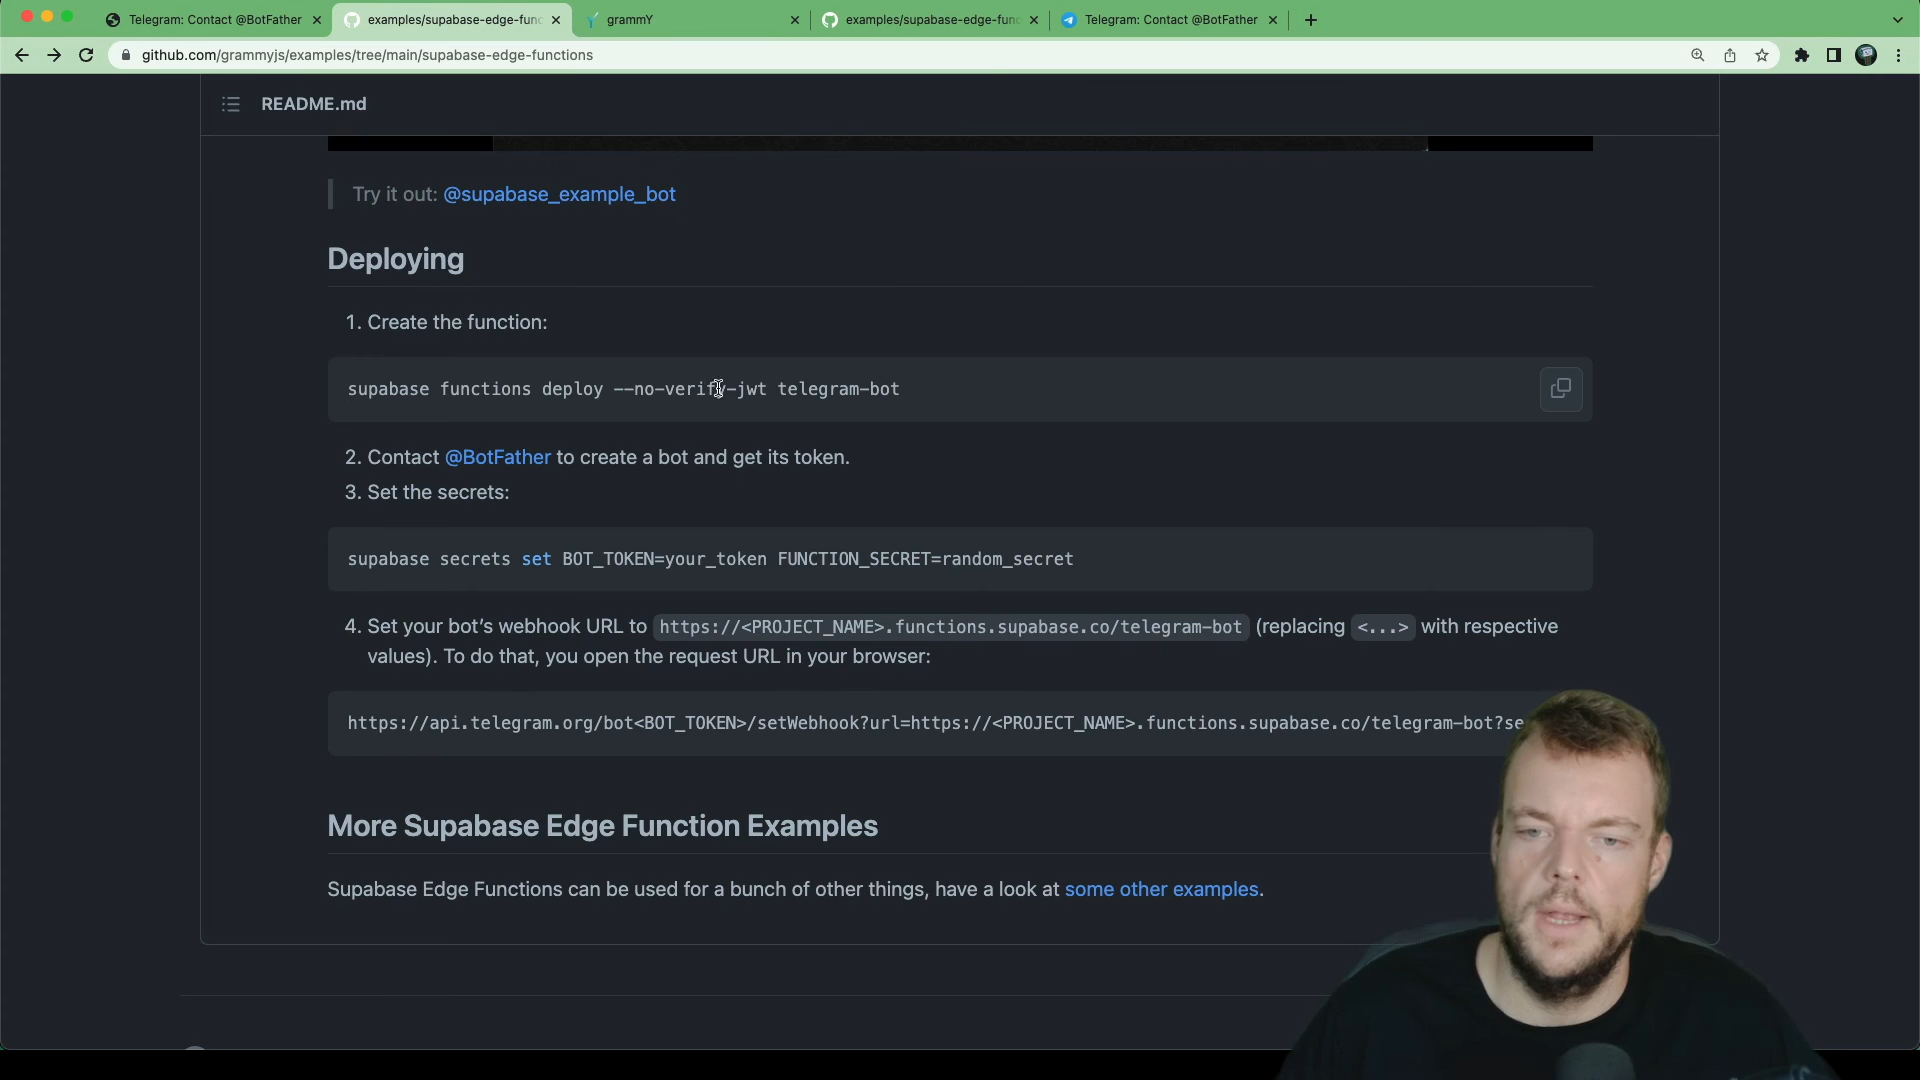 Telegram: Contact @BotFather
examples/supabase-edge-func
grammY
examples/supabase-edge-func
Telegram: Contact @BotFather
github.com/grammyjs/examples/tree/main/supabase-edge-functions
README.md
Try it out: @supabase_example_bot
Deploying
1. Create the function:
supabase functions deploy --no-verify-jwt telegram-bot
2. Contact @BotFather to create a bot and get its token.
3. Set the secrets:
supabase secrets set BOT_TOKEN=your_token FUNCTION_SECRET=random_secret
4. Set your bot’s webhook URL to https://<PROJECT_NAME>.functions.supabase.co/telegram-bot (replacing <...> with respective
values). To do that, you open the request URL in your browser:
https://api.telegram.org/bot<BOT_TOKEN>/setWebhook?url=https://<PROJECT_NAME>.functions.supabase.co/telegram-bot?se
More Supabase Edge Function Examples
Supabase Edge Functions can be used for a bunch of other things, have a look at some other examples.